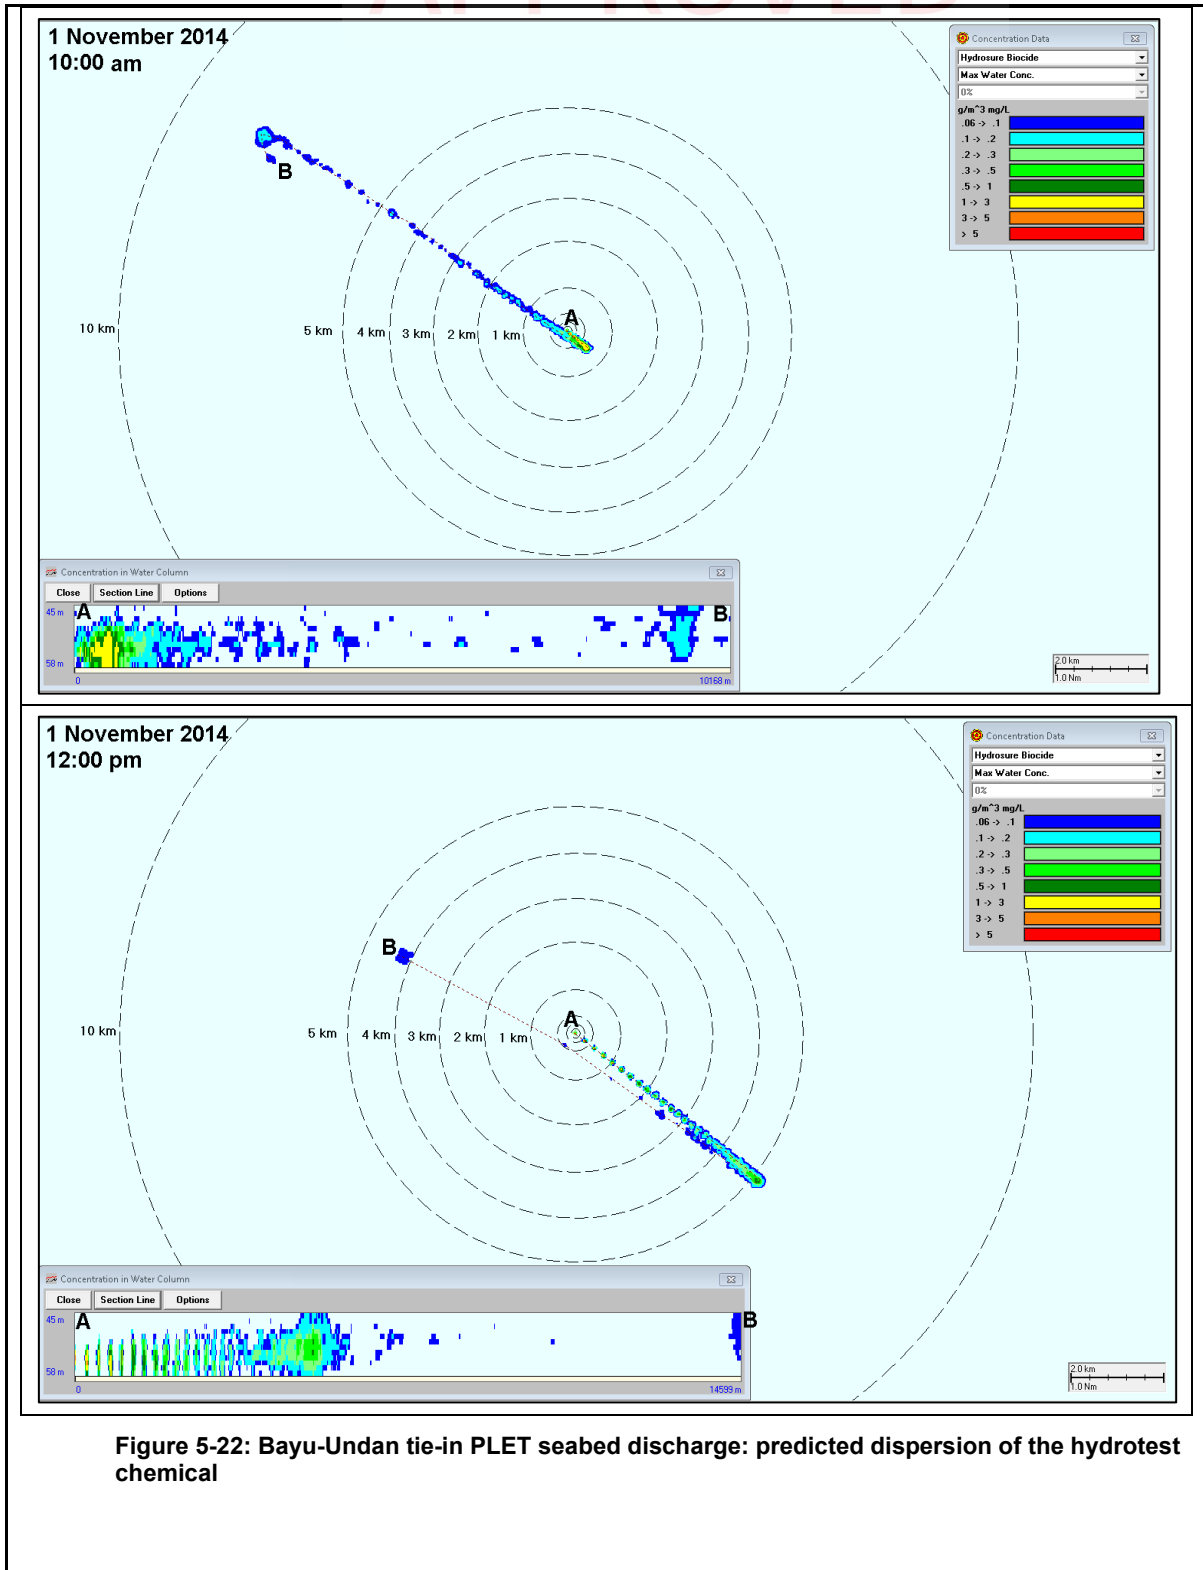 APPROVED
1 November 2014
10:00 am
Concentration Data
Hydrosure Biocide
Max Water Conc.
0%
g/m^3 mg/L
.06 -> .1
.1 -> .2
.2 -> .3
.3 -> .5
.5 -> 1
1 -> 3
3 -> 5
> 5
B
A
10 km
5 km
4 km
3 km
2 km
1 km
Concentration in Water Column
Close
Section Line
Options
45 m
A
B
58 m
0
10168 m
2.0 km
1.0 Nm
1 November 2014
12:00 pm
Concentration Data
Hydrosure Biocide
Max Water Conc.
0%
g/m^3 mg/L
.06 -> .1
.1 -> .2
.2 -> .3
.3 -> .5
.5 -> 1
1 -> 3
3 -> 5
> 5
B
A
10 km
5 km
4 km
3 km
2 km
1 km
Concentration in Water Column
Close
Section Line
Options
45 m
A
B
58 m
0
14599 m
2.0 km
1.0 Nm
Figure 5-22: Bayu-Undan tie-in PLET seabed discharge: predicted dispersion of the hydrotest
chemical